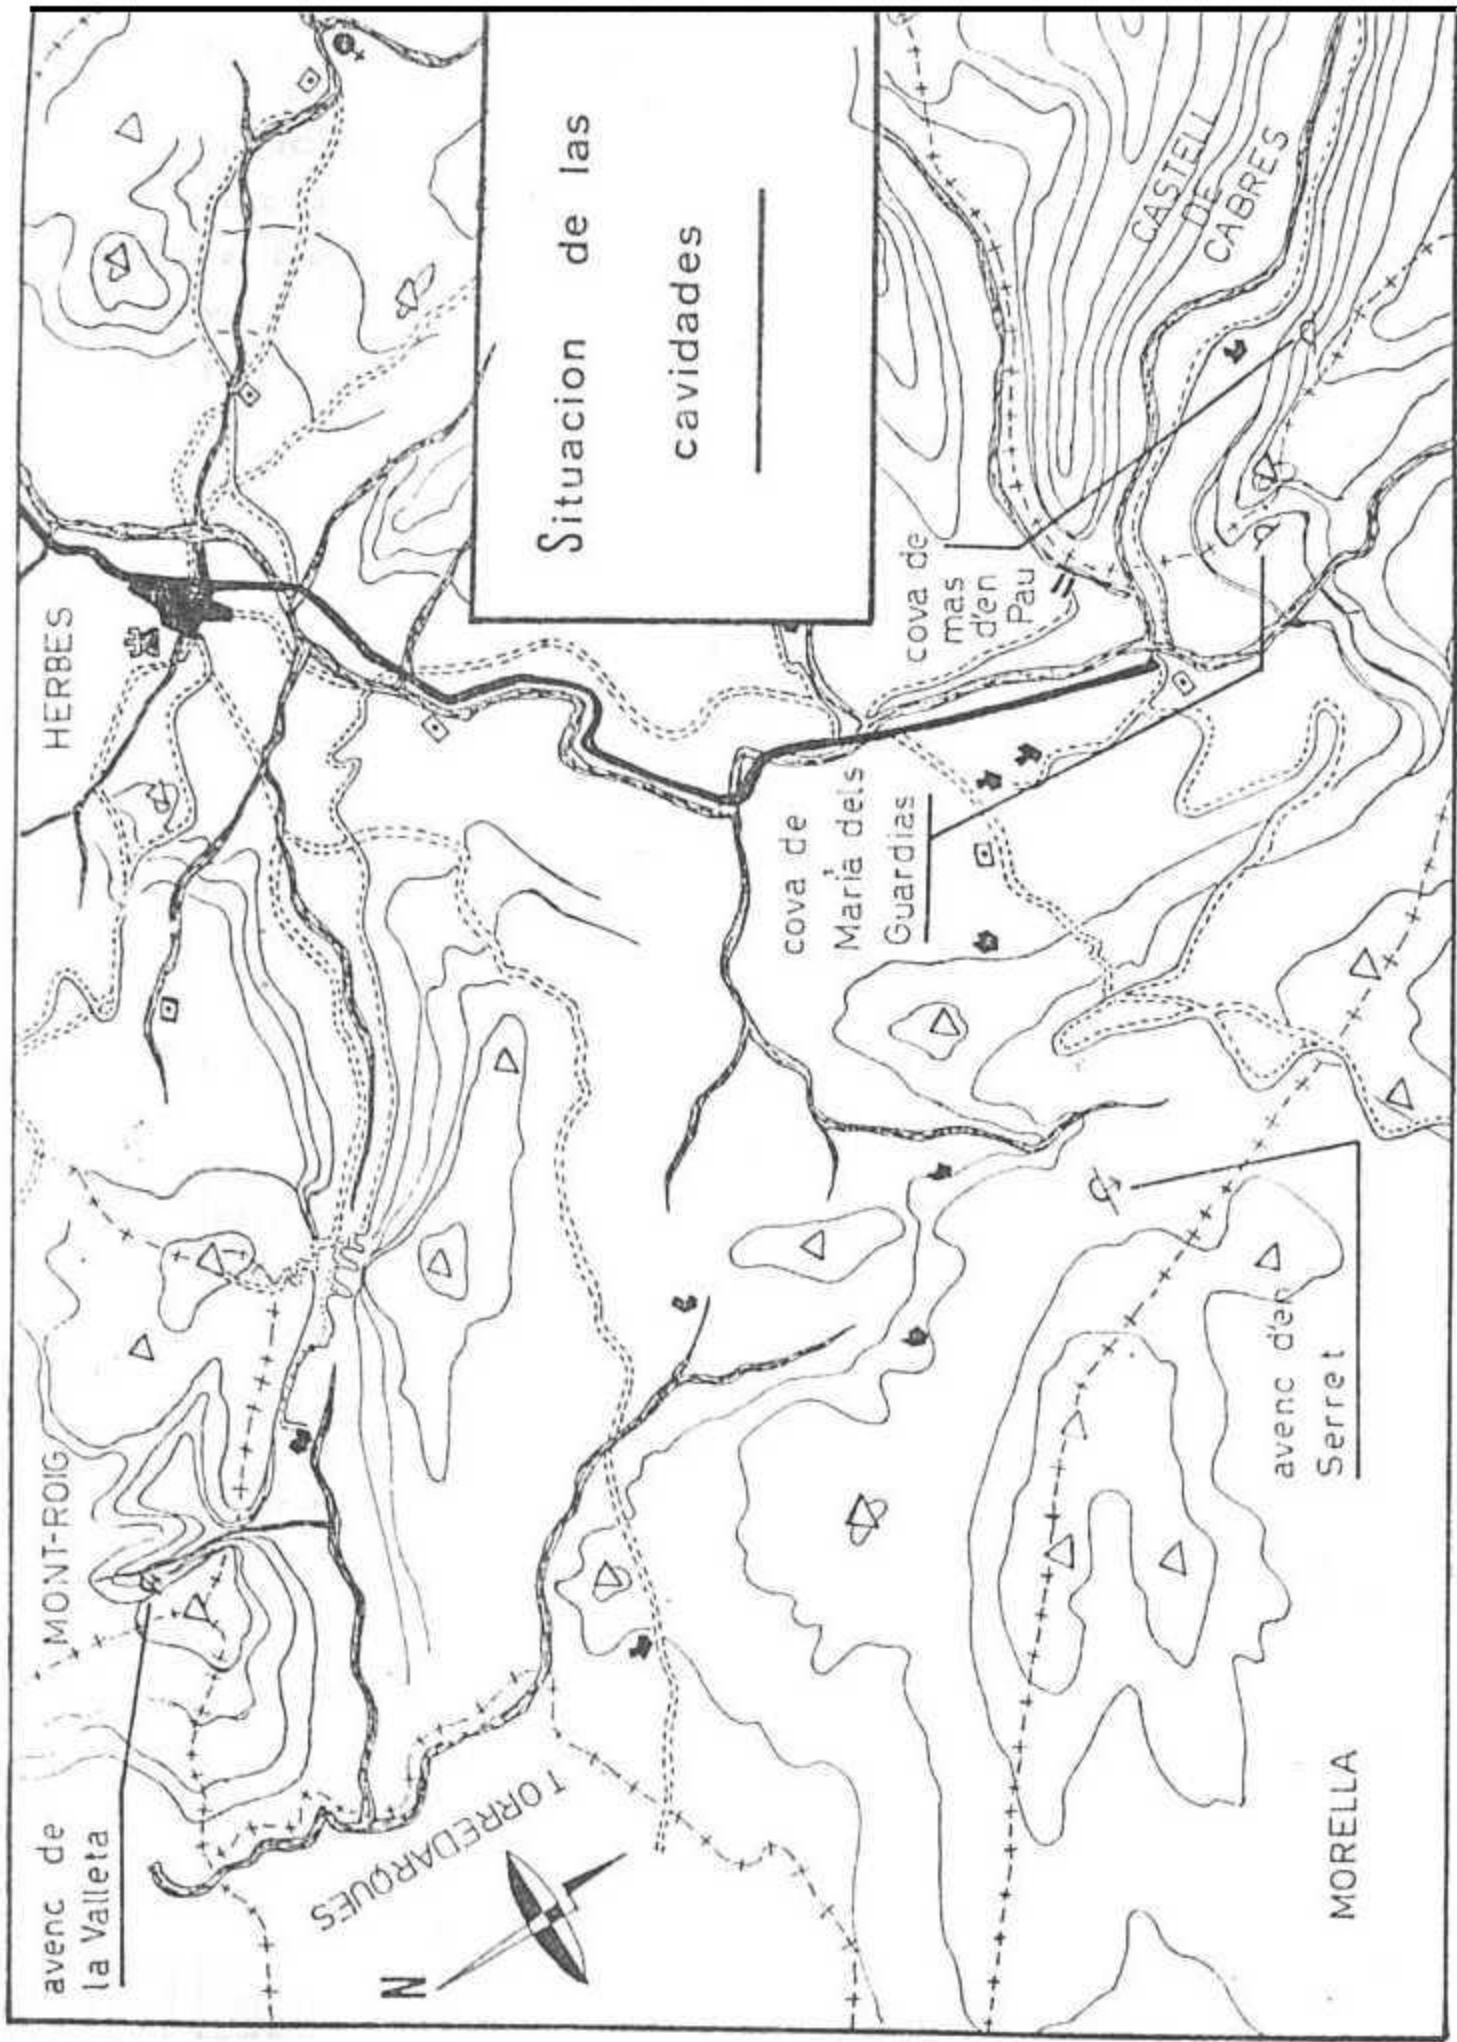 Situacion de las
cavidades
HERBES
MONT-ROIG
avenc de
la Valleta
TORREDARQUES
N
CASTELL
DE
CABRES
cova de
mas
d'en
Pau
cova de
Maria dels
Guardias
avenc d'en
Serret
MORELLA